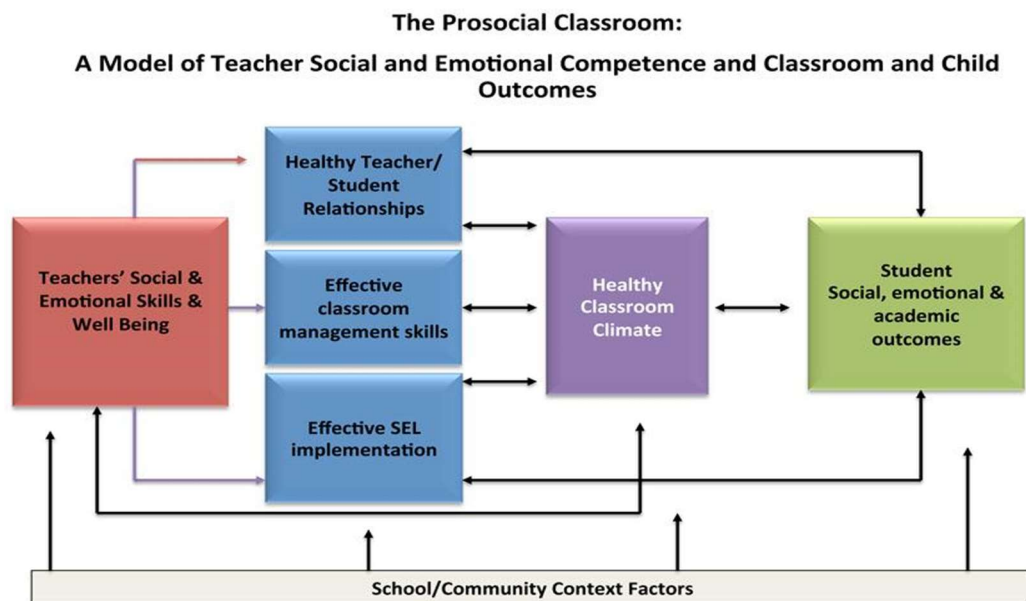 The Prosocial Classroom:
A Model of Teacher Social and Emotional Competence and Classroom and Child
Outcomes
Healthy Teacher/
Student
Relationships
Teachers' Social &
Emotional Skills &
Well Being
Effective
classroom
management skills
Effective SEL
implementation
Healthy
Classroom
Climate
Student
Social, emotional &
academic
outcomes
School/Community Context Factors